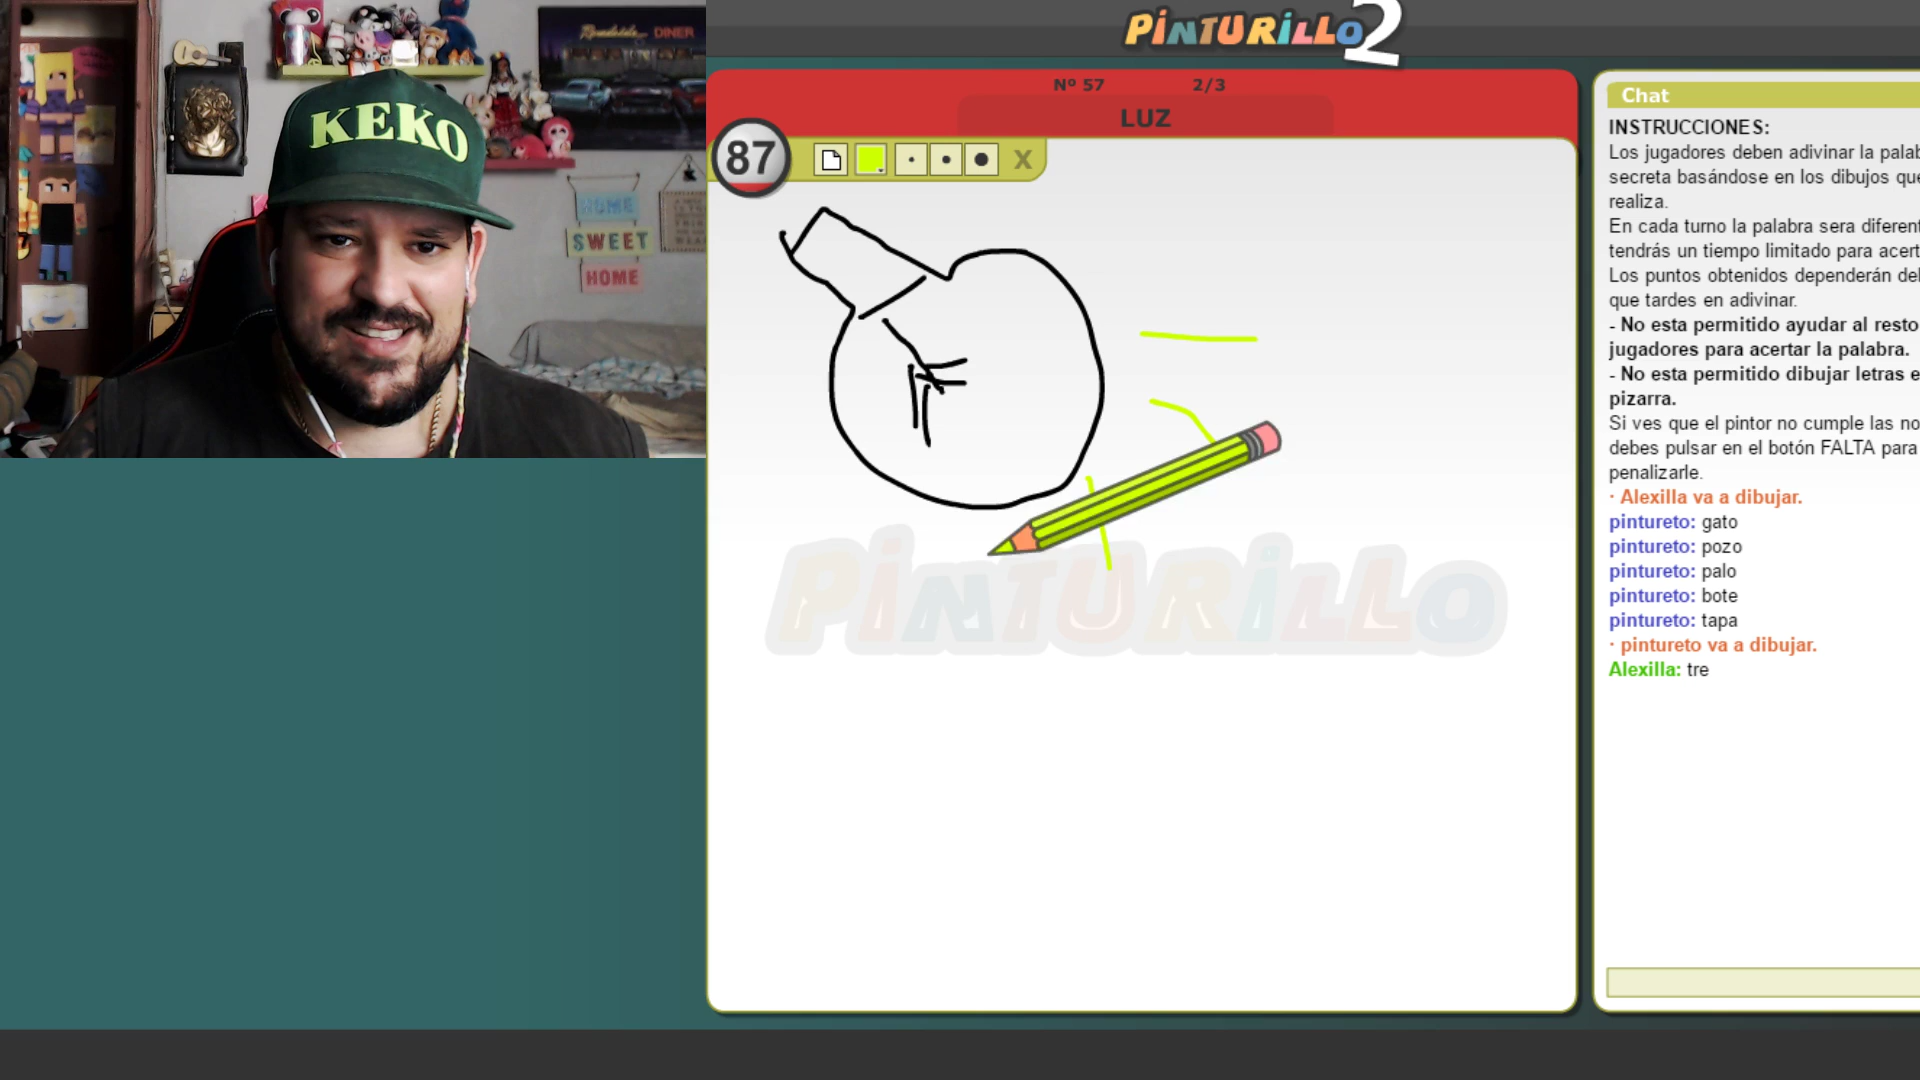 Roadside DINER
KEKO
HOME
SWEET
HOME
PiNTURiLLO2
Nº 57 2/3
LUZ
87
X
PiNTURiLLO
Chat
INSTRUCCIONES:
Los jugadores deben adivinar la palab
secreta basándose en los dibujos que
realiza.
En cada turno la palabra sera diferent
tendrás un tiempo limitado para acert
Los puntos obtenidos dependerán del
que tardes en adivinar.
- No esta permitido ayudar al resto
jugadores para acertar la palabra.
- No esta permitido dibujar letras e
pizarra.
Si ves que el pintor no cumple las no
debes pulsar en el botón FALTA para
penalizarle.
· Alexilla va a dibujar.
pintureto: gato
pintureto: pozo
pintureto: palo
pintureto: bote
pintureto: tapa
· pintureto va a dibujar.
Alexilla: tre